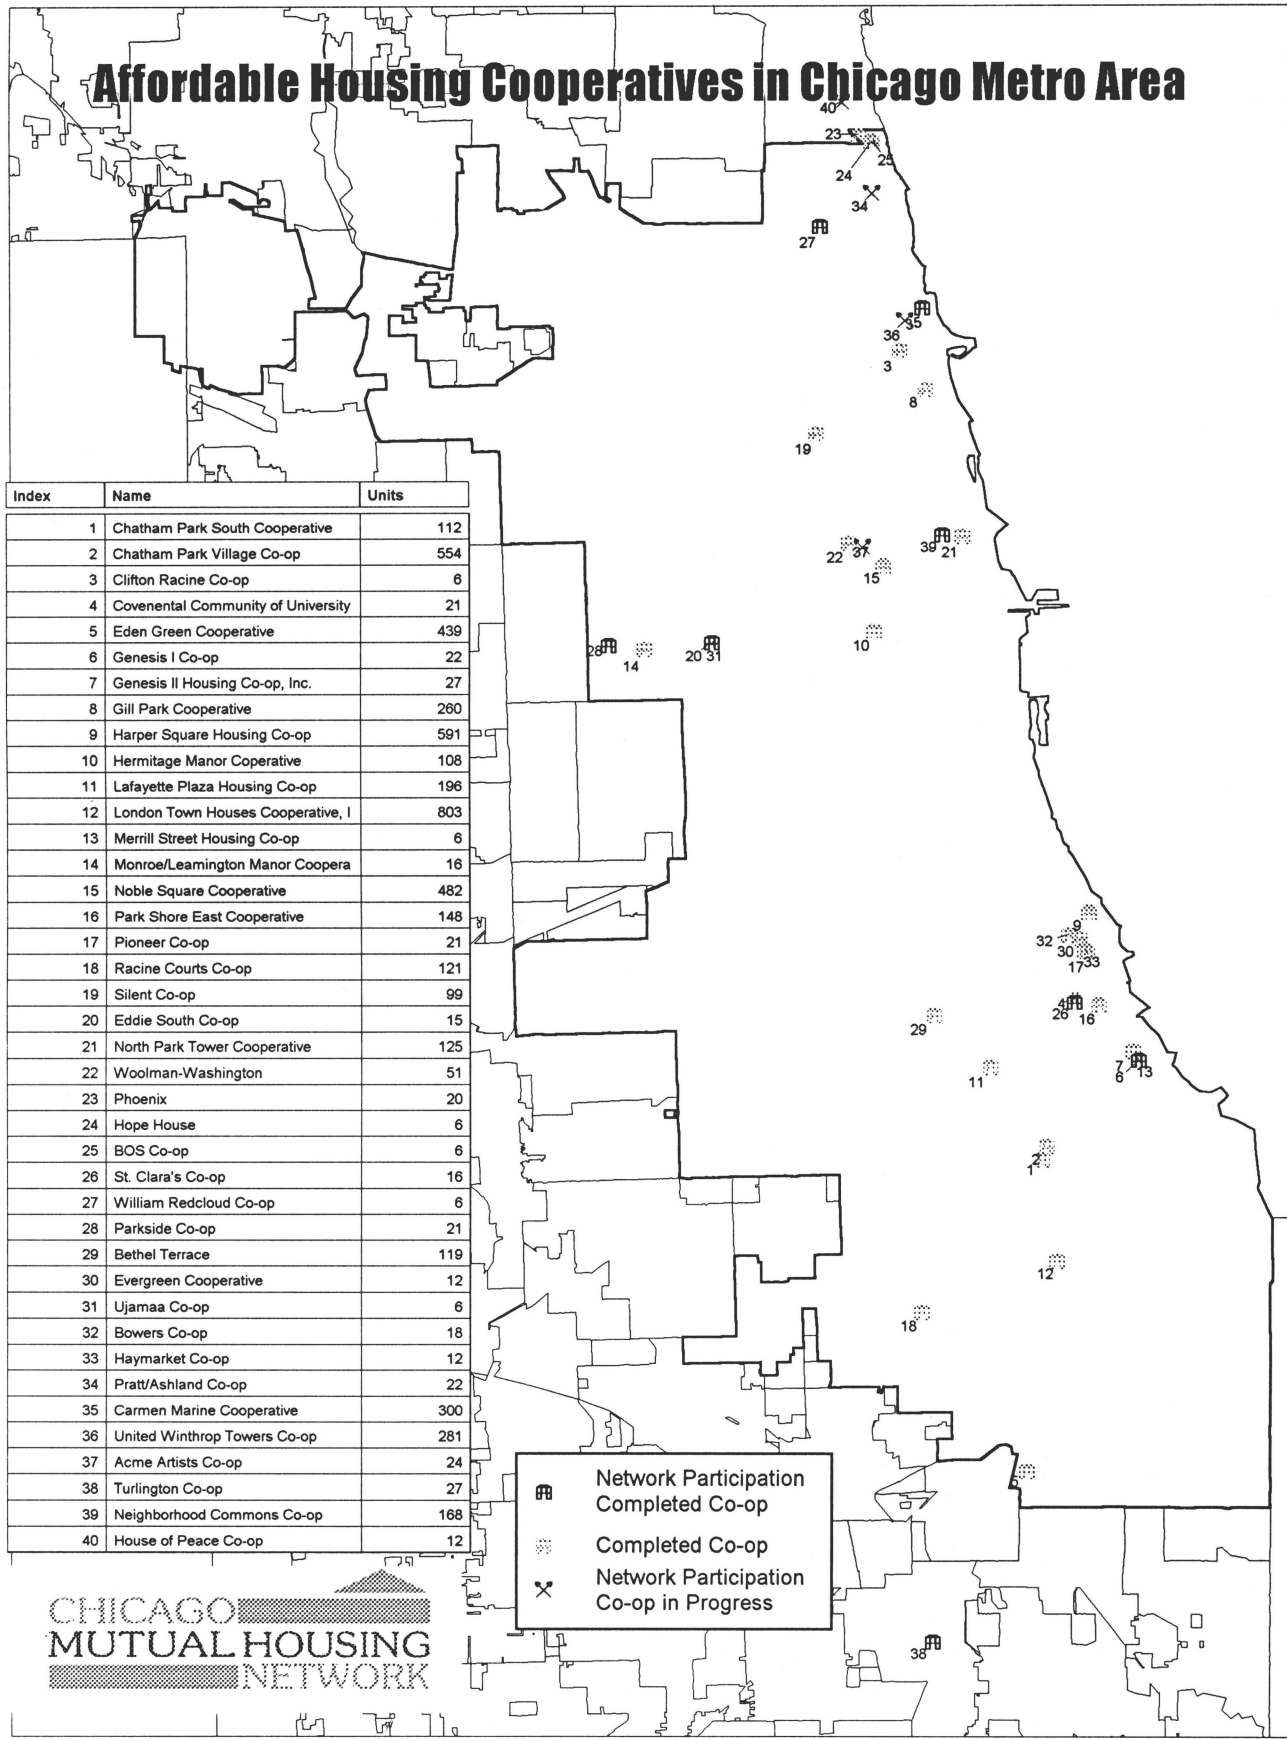 Affordable Housing Cooperatives in Chicago Metro Area
40
23
25
24
34
27
35
36
3
8
19
39 21
22 37
15
10
28 14 20 31
9
32
30
17 33
4
26 16
29
7 13
6
11
2
1
12
18
38
Index Name Units
1 Chatham Park South Cooperative 112
2 Chatham Park Village Co-op 554
3 Clifton Racine Co-op 6
4 Covenental Community of University 21
5 Eden Green Cooperative 439
6 Genesis I Co-op 22
7 Genesis II Housing Co-op, Inc. 27
8 Gill Park Cooperative 260
9 Harper Square Housing Co-op 591
10 Hermitage Manor Coperative 108
11 Lafayette Plaza Housing Co-op 196
12 London Town Houses Cooperative, I 803
13 Merrill Street Housing Co-op 6
14 Monroe/Leamington Manor Coopera 16
15 Noble Square Cooperative 482
16 Park Shore East Cooperative 148
17 Pioneer Co-op 21
18 Racine Courts Co-op 121
19 Silent Co-op 99
20 Eddie South Co-op 15
21 North Park Tower Cooperative 125
22 Woolman-Washington 51
23 Phoenix 20
24 Hope House 6
25 BOS Co-op 6
26 St. Clara's Co-op 16
27 William Redcloud Co-op 6
28 Parkside Co-op 21
29 Bethel Terrace 119
30 Evergreen Cooperative 12
31 Ujamaa Co-op 6
32 Bowers Co-op 18
33 Haymarket Co-op 12
34 Pratt/Ashland Co-op 22
35 Carmen Marine Cooperative 300
36 United Winthrop Towers Co-op 281
37 Acme Artists Co-op 24
38 Turlington Co-op 27
39 Neighborhood Commons Co-op 168
40 House of Peace Co-op 12
Network Participation
Completed Co-op
Completed Co-op
Network Participation
Co-op in Progress
CHICAGO
MUTUAL HOUSING
NETWORK